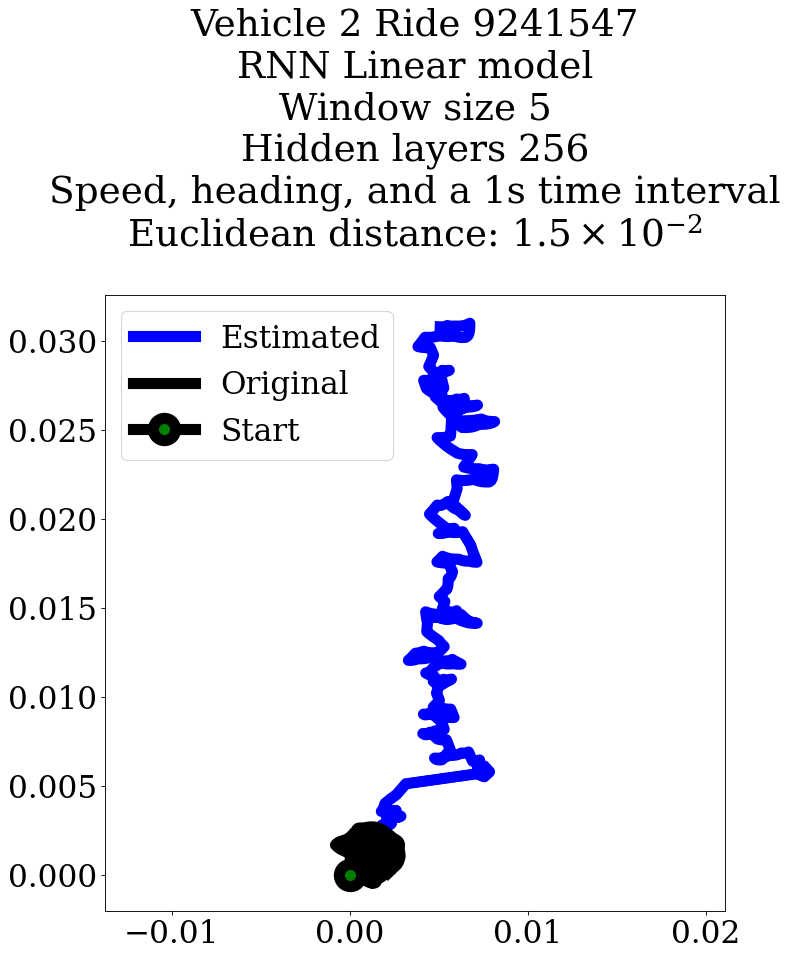 Vehicle 2 Ride 9241547
RNN Linear model
Window size 5
Hidden layers 256
Speed, heading, and a 1s time interval
Euclidean distance: 1.5 × 10⁻²
Estimated
Original
Start
0.030
0.025
0.020
0.015
0.010
0.005
0.000
−0.01 0.00 0.01 0.02